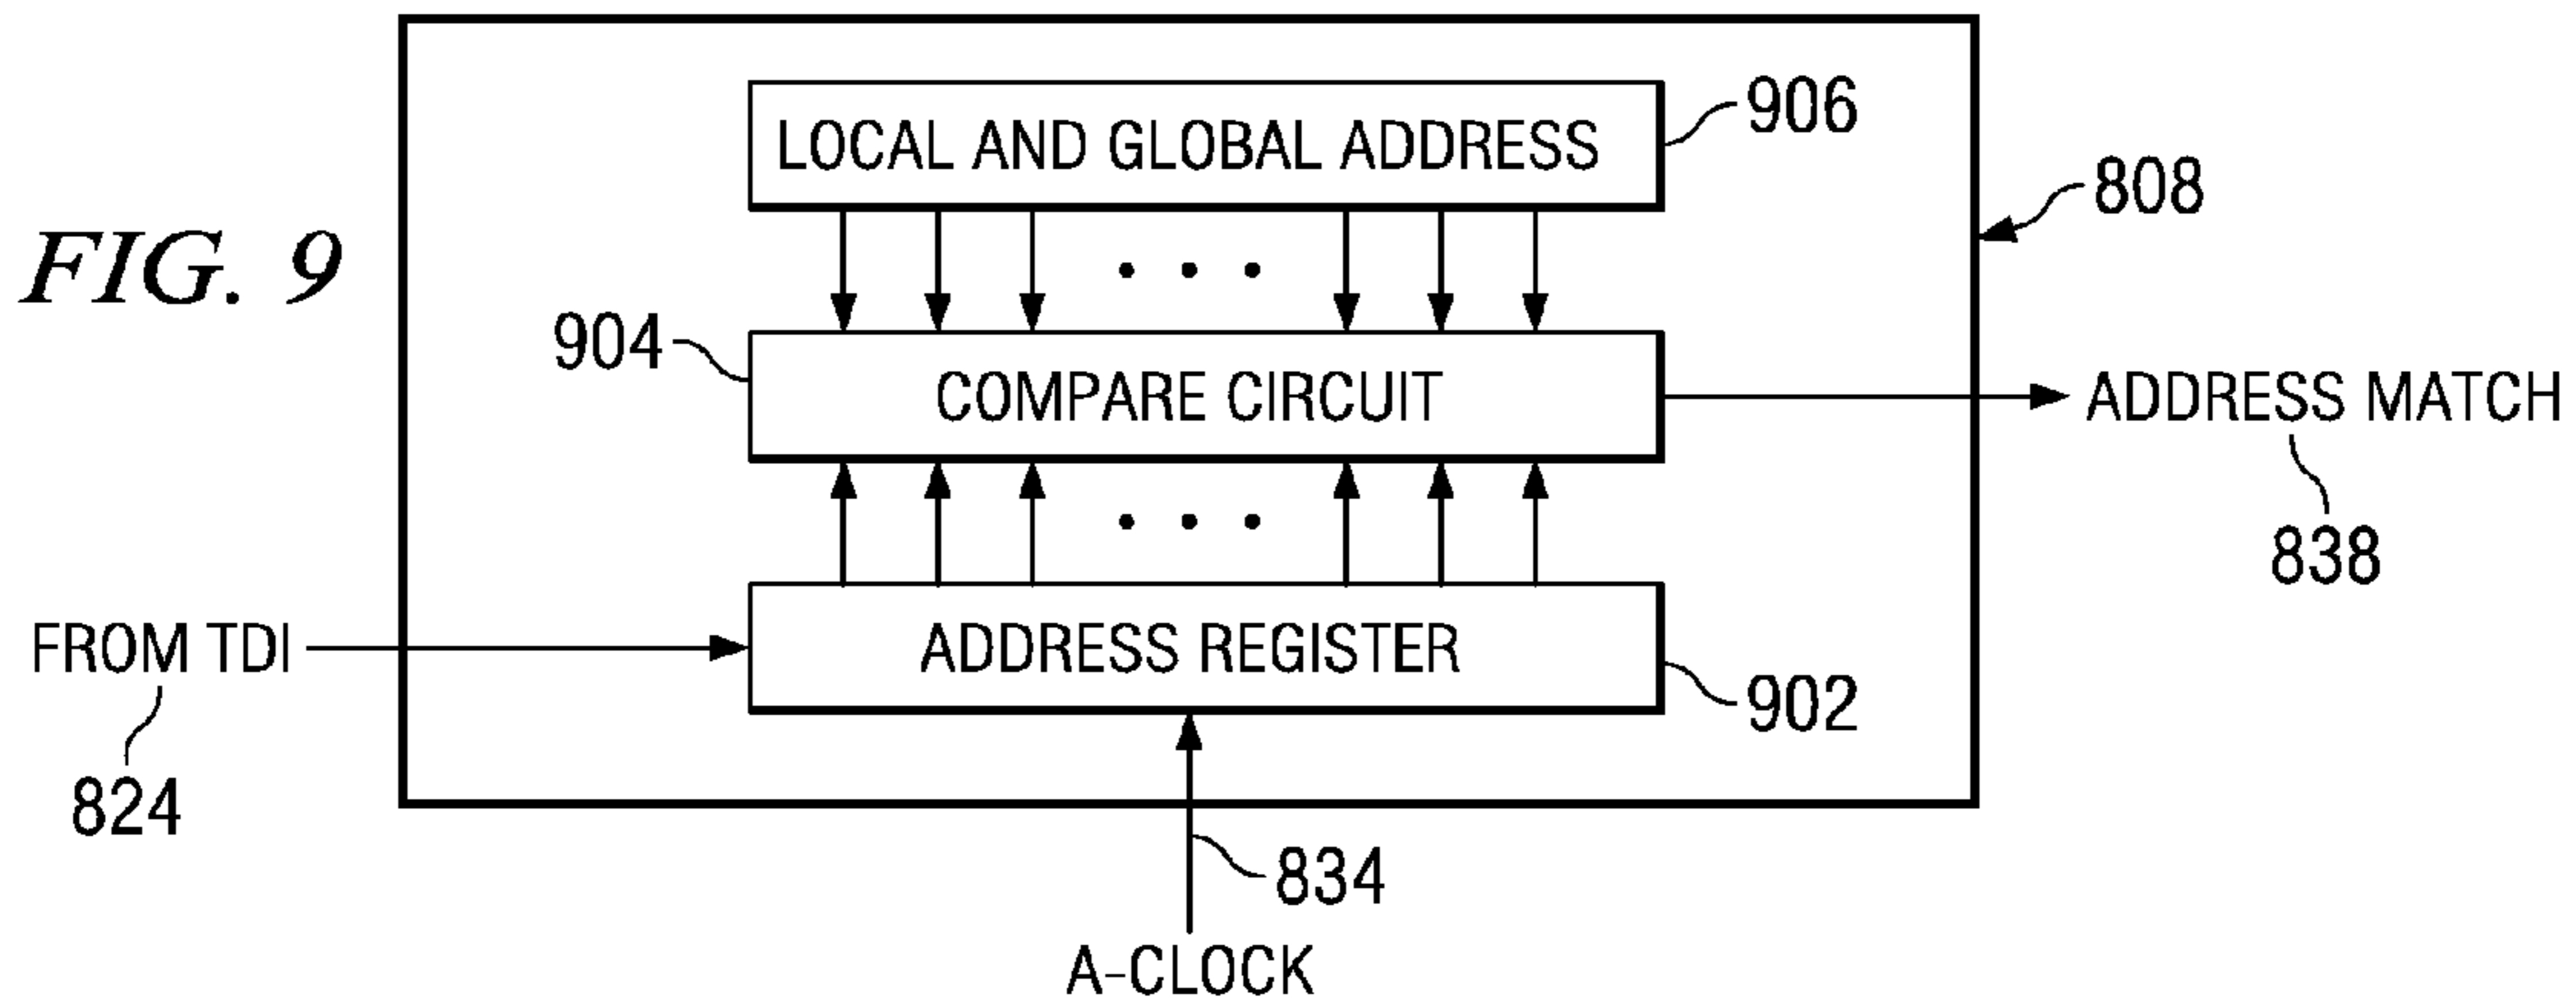 FIG. 9
LOCAL AND GLOBAL ADDRESS
906
808
904
COMPARE CIRCUIT
ADDRESS MATCH
838
FROM TDI
824
ADDRESS REGISTER
902
834
A-CLOCK